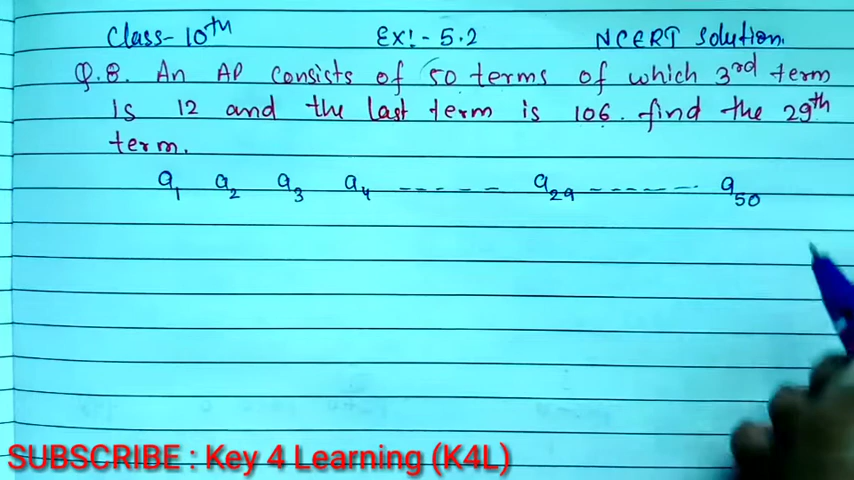 Class-10th Ex!-5.2 NCERT Solution.
Q.8. An AP consists of 50 terms of which 3rd term
is 12 and the last term is 106. find the 29th
term.
a1 a2 a3 a4 ------ a29 ------- a50
SUBSCRIBE : Key 4 Learning (K4L)